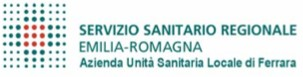 SERVIZIO SANITARIO REGIONALE
EMILIA-ROMAGNA
Azienda Unità Sanitaria Locale di Ferrara